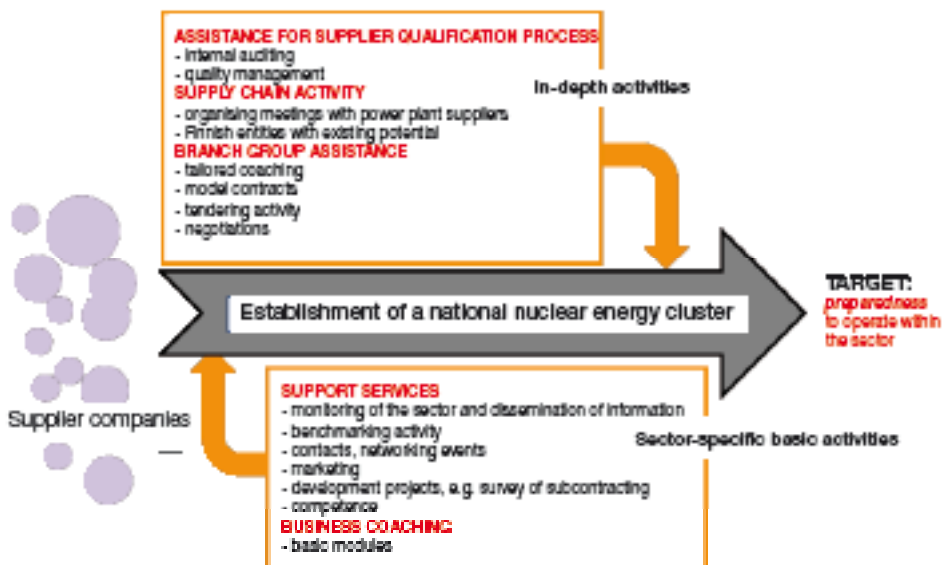 ASSISTANCE FOR SUPPLIER QUALIFICATION PROCESS
- internal auditing
- quality management
SUPPLY CHAIN ACTIVITY
- organising meetings with power plant suppliers
- Finnish entities with existing potential
BRANCH GROUP ASSISTANCE
- tailored coaching
- model contracts
- tendering activity
- negotiations
In-depth activities
Establishment of a national nuclear energy cluster
TARGET:
preparedness
to operate within
the sector
Supplier companies
SUPPORT SERVICES
- monitoring of the sector and dissemination of information
- benchmarking activity
- contacts, networking events
- marketing
- development projects, e.g. survey of subcontracting
- competence
BUSINESS COACHING
- basic modules
Sector-specific basic activities